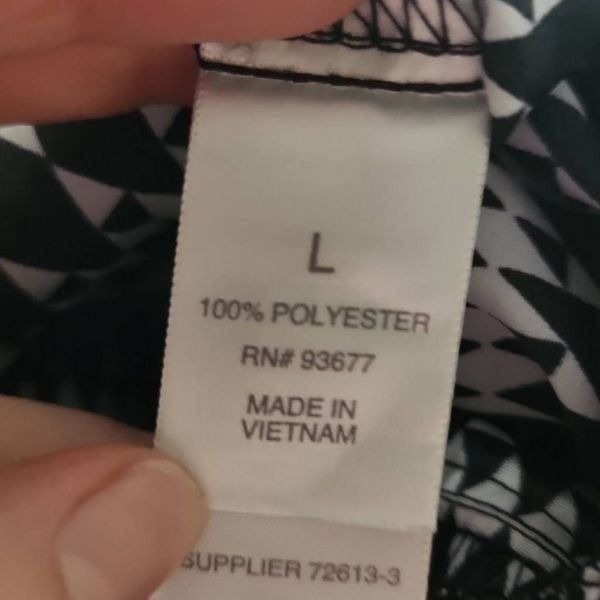 L
100% POLYESTER
RN# 93677
MADE IN
VIETNAM
SUPPLIER 72613-3